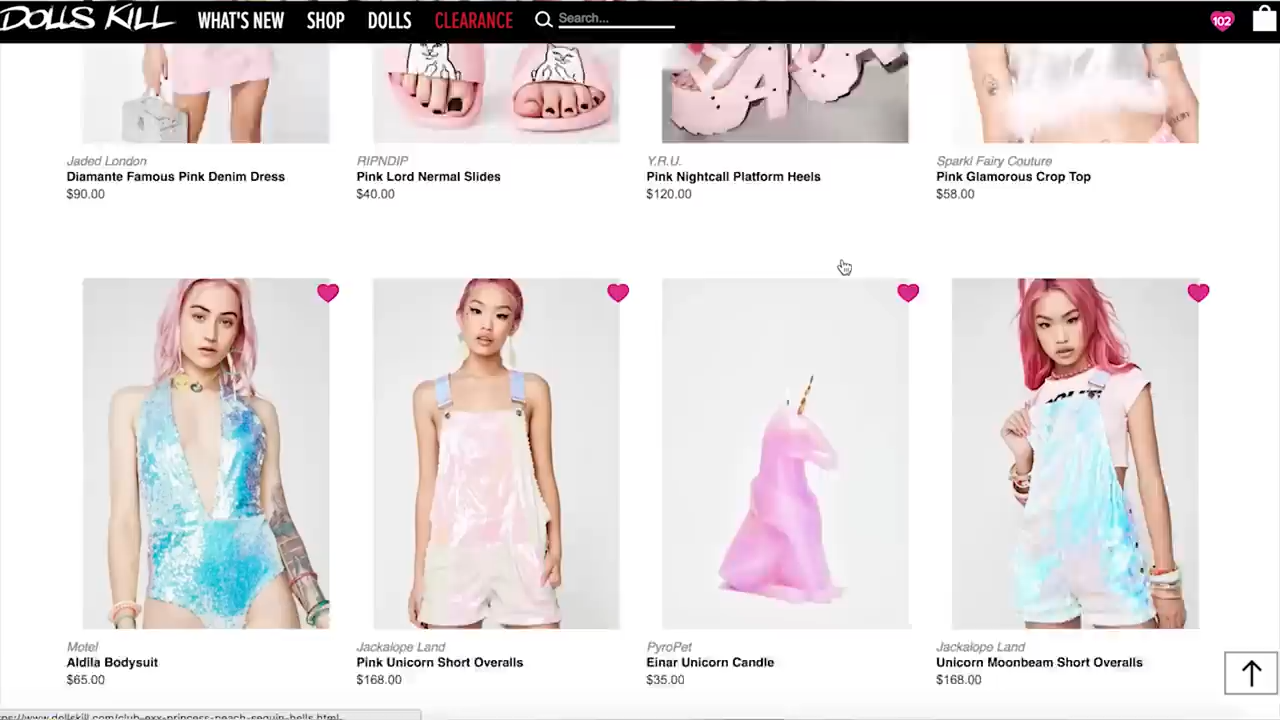 DOLLS KILL WHAT'S NEW SHOP DOLLS CLEARANCE Search... 102
Jaded London
Diamante Famous Pink Denim Dress
$90.00
RIPNDIP
Pink Lord Nermal Slides
$40.00
Y.R.U.
Pink Nightcall Platform Heels
$120.00
Sparkl Fairy Couture
Pink Glamorous Crop Top
$58.00
Motel
Aldila Bodysuit
$65.00
Jackalope Land
Pink Unicorn Short Overalls
$168.00
PyroPet
Einar Unicorn Candle
$35.00
Jackalope Land
Unicorn Moonbeam Short Overalls
$168.00